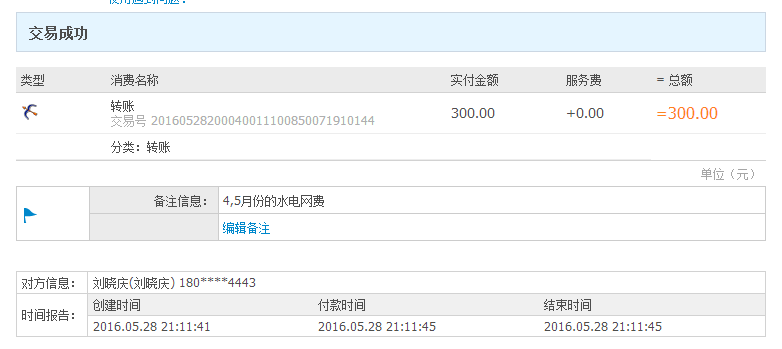 交易成功
类型 消费名称 实付金额 服务费 = 总额
转账 300.00 +0.00 =300.00
交易号 20160528200040011100850071910144
分类：转账
单位（元）
备注信息： 4,5月份的水电网费
编辑备注
对方信息： 刘晓庆(刘晓庆) 180****4443
时间报告： 创建时间 付款时间 结束时间
2016.05.28 21:11:41 2016.05.28 21:11:45 2016.05.28 21:11:45